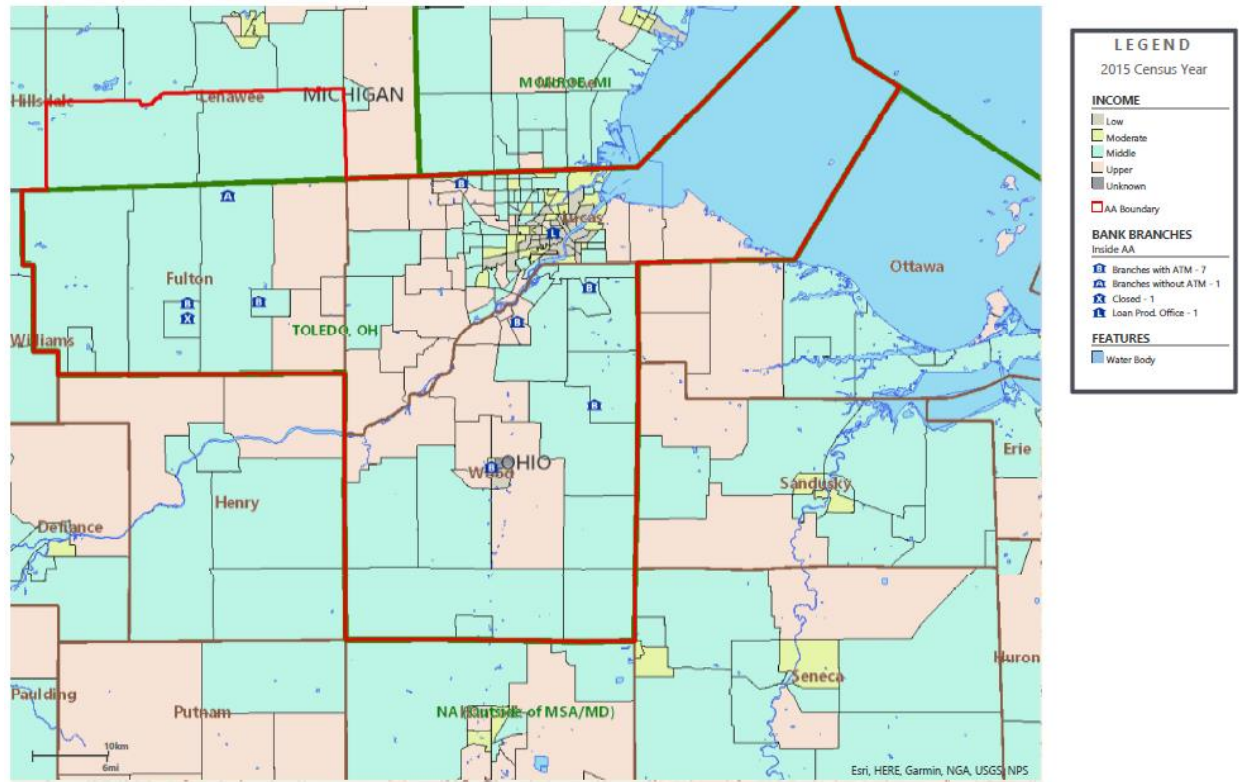 LEGEND
2015 Census Year
INCOME
Low
Moderate
Middle
Upper
Unknown
AA Boundary
BANK BRANCHES
Inside AA
B Branches with ATM - 7
A Branches without ATM - 1
X Closed - 1
L Loan Prod. Office - 1
FEATURES
Water Body
MONROE, MI
Hillsdale
Lenawee
MICHIGAN
A
B
Lucas
L
Ottawa
Fulton
B
B
B
X
B
TOLEDO, OH
Williams
B
OHIO
B
Wood
Erie
Sandusky
Henry
Defiance
Huron
Seneca
Paulding
Putnam
NA (Outside of MSA/MD)
10km
6mi
Esri, HERE, Garmin, NGA, USGS, NPS